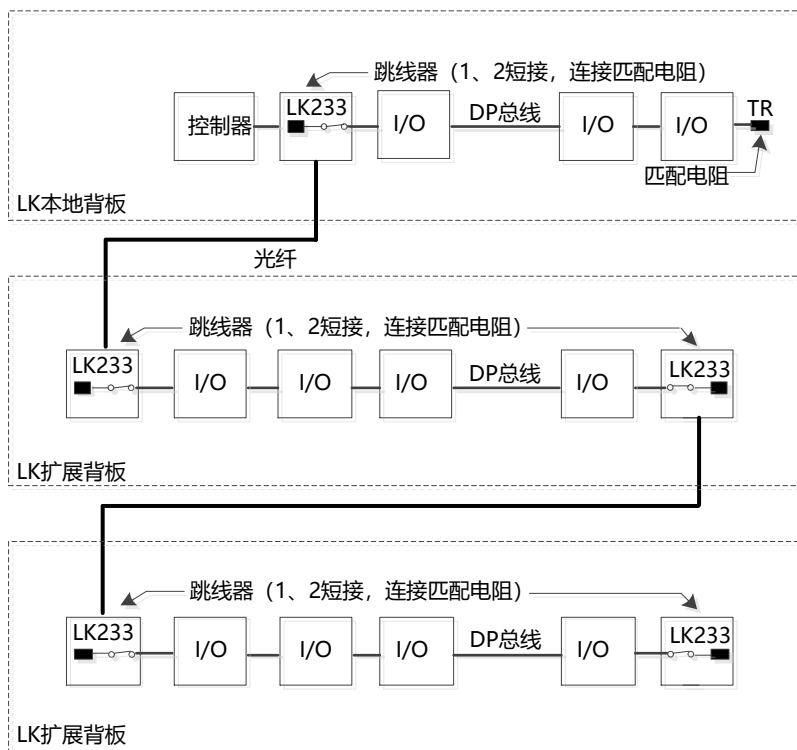 跳线器（1、2短接，连接匹配电阻）
控制器
LK233
I/O
DP总线
I/O
I/O
TR
匹配电阻
LK本地背板
光纤
跳线器（1、2短接，连接匹配电阻）
LK233
I/O
I/O
I/O
DP总线
I/O
LK233
LK扩展背板
跳线器（1、2短接，连接匹配电阻）
LK233
I/O
I/O
I/O
DP总线
I/O
LK233
LK扩展背板